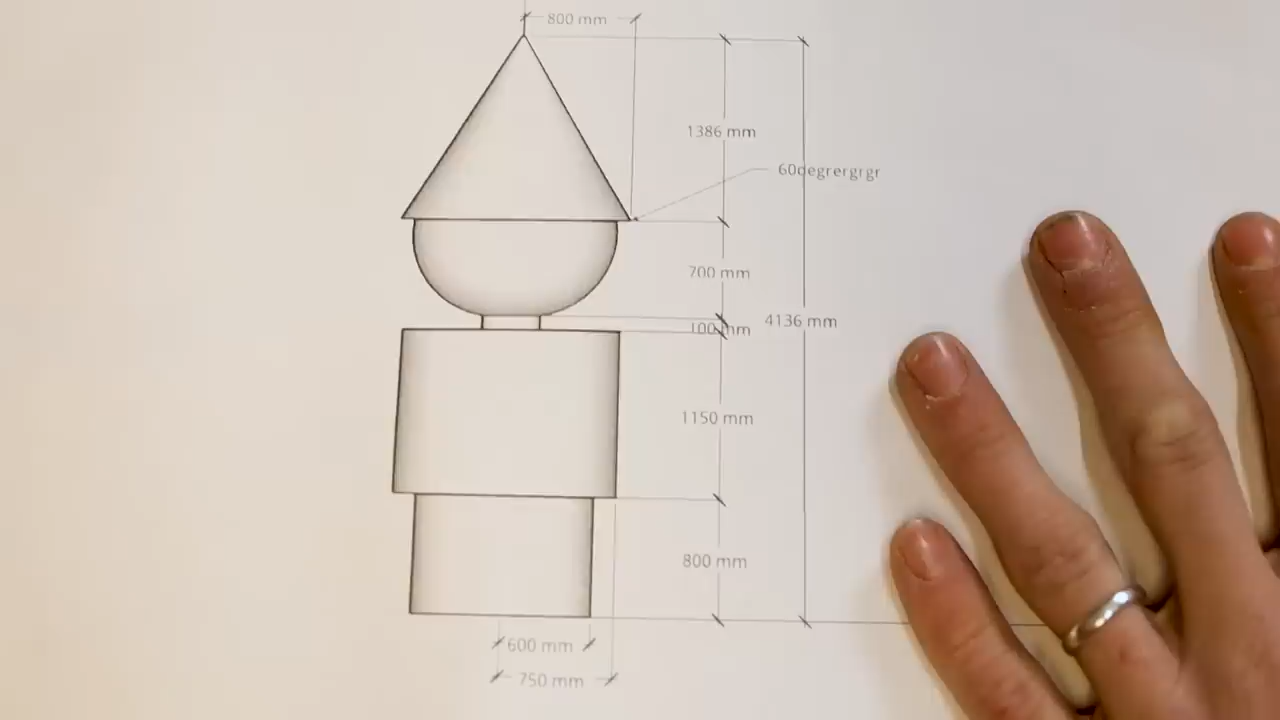 800 mm
1386 mm
60degrergrgr
700 mm
4136 mm
100 mm
1150 mm
800 mm
600 mm
750 mm